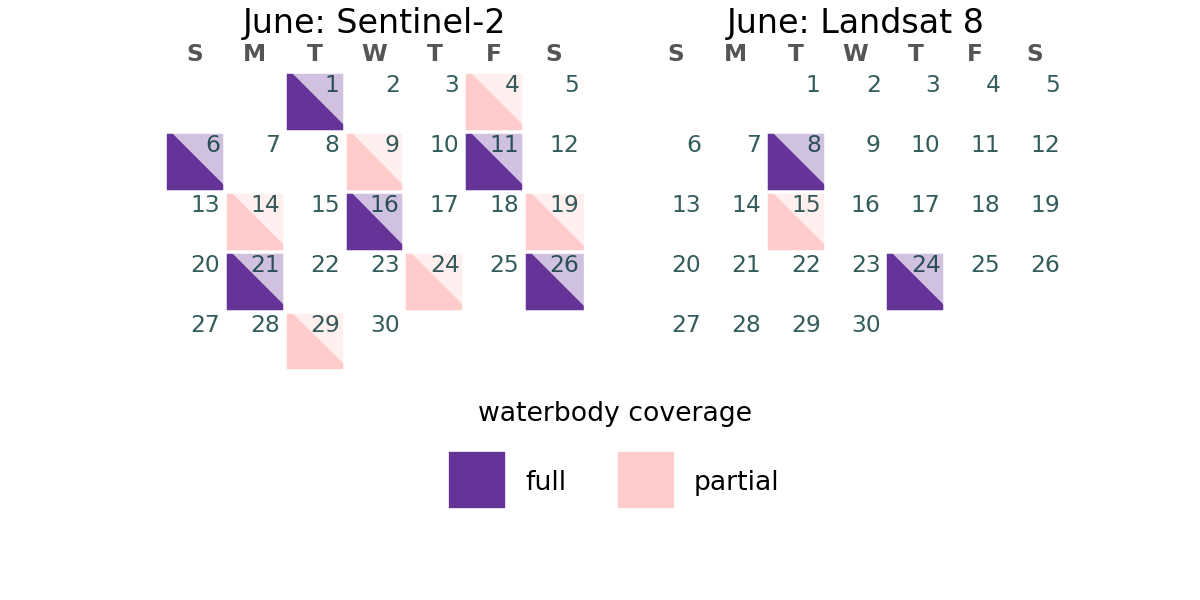 June: Sentinel-2
S M T W T F S
1 2 3 4 5
6 7 8 9 10 11 12
13 14 15 16 17 18 19
20 21 22 23 24 25 26
27 28 29 30
June: Landsat 8
S M T W T F S
1 2 3 4 5
6 7 8 9 10 11 12
13 14 15 16 17 18 19
20 21 22 23 24 25 26
27 28 29 30
waterbody coverage
full
partial